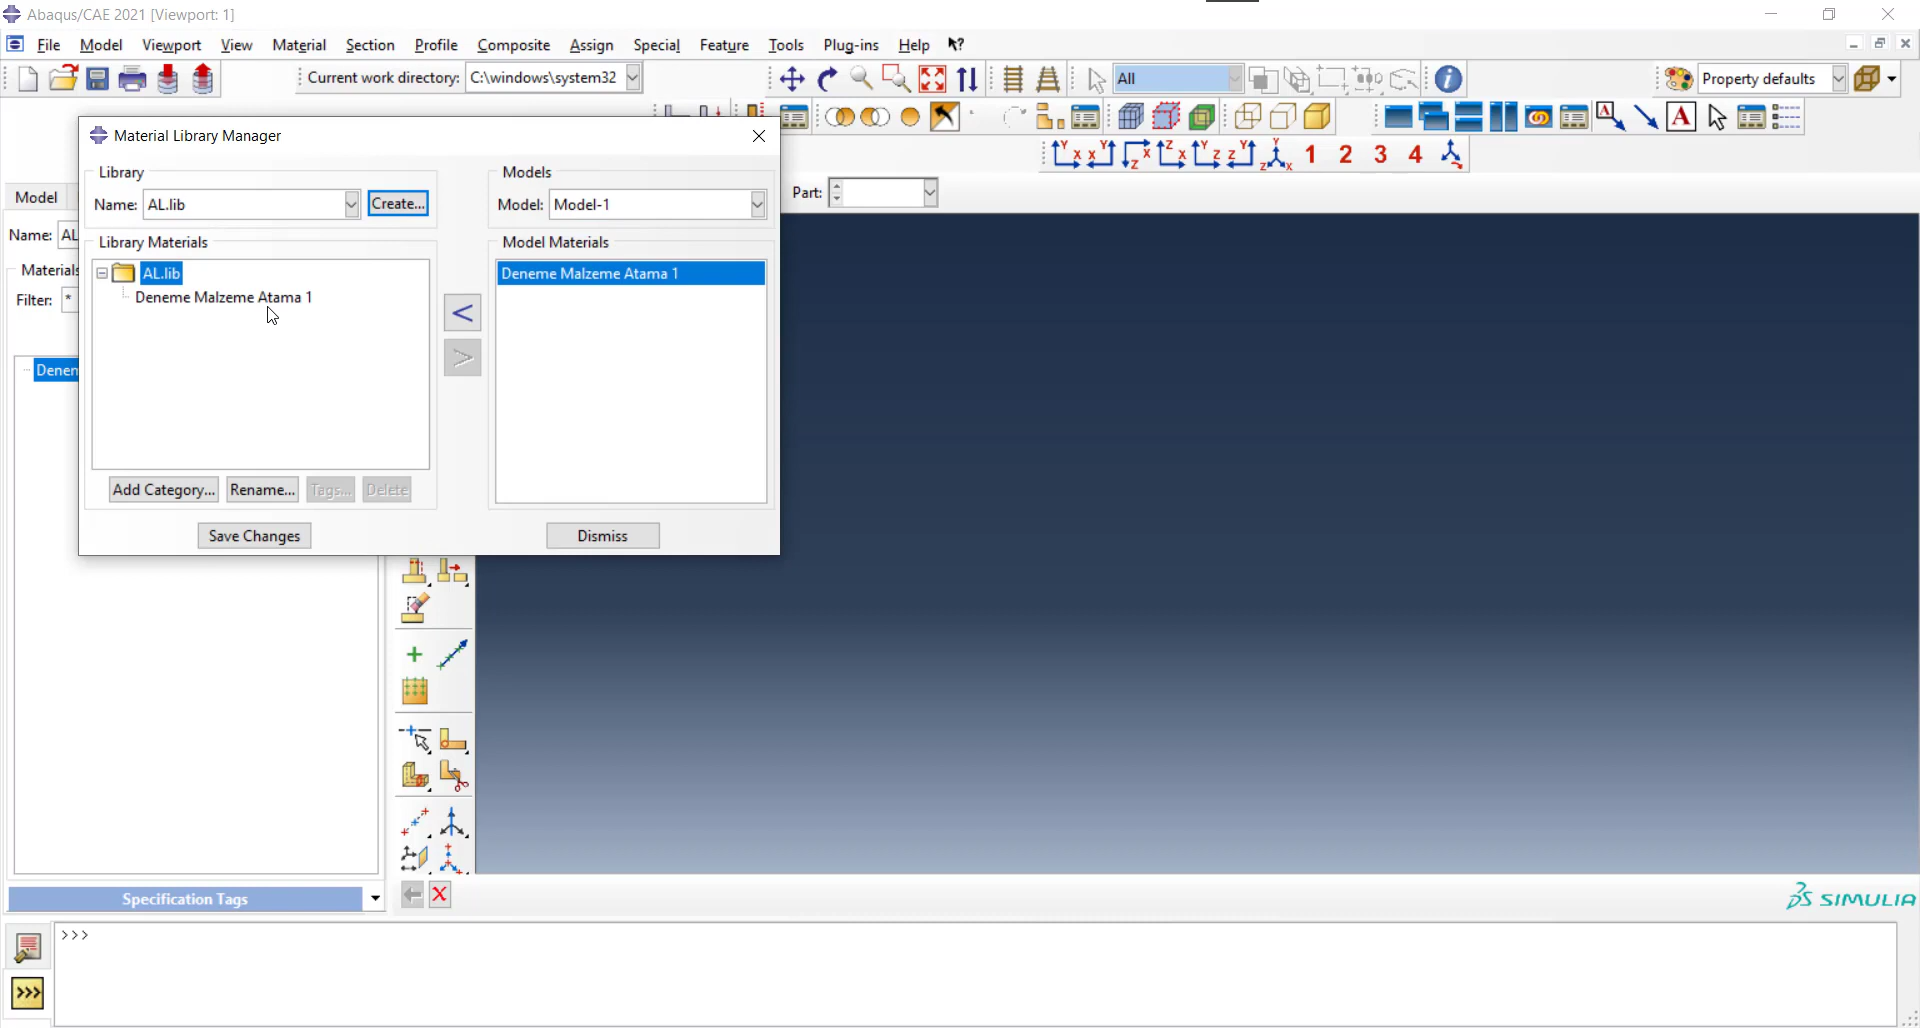 Abaqus/CAE 2021 [Viewport: 1]
File Model Viewport View Material Section Profile Composite Assign Special Feature Tools Plug-ins Help
Current work directory: C:\windows\system32
All
Property defaults
1 2 3 4
Material Library Manager
Library
Name: AL.lib Create...
Library Materials
AL.lib
Deneme Malzeme Atama 1
Add Category... Rename... Tags... Delete
Save Changes
Models
Model: Model-1
Model Materials
Deneme Malzeme Atama 1
Dismiss
< >
Part:
Model
Name: AL
Materials
Filter: *
Denem
Specification Tags
SIMULIA
>>>